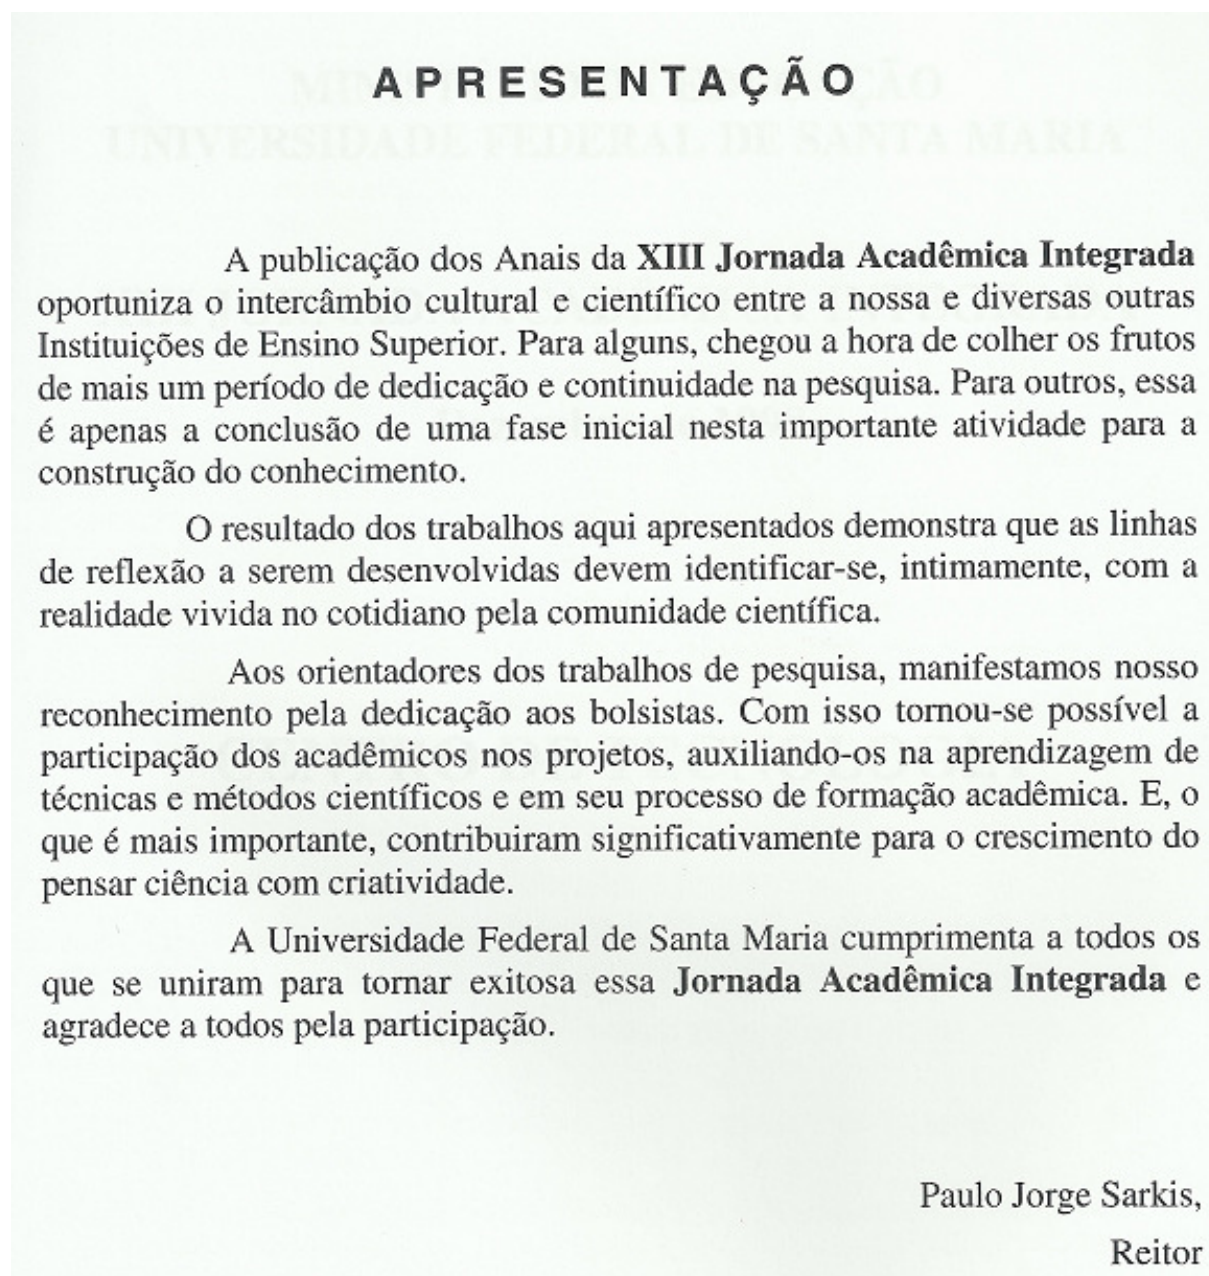 APRESENTAÇÃO
A publicação dos Anais da XIII Jornada Acadêmica Integrada
oportuniza o intercâmbio cultural e científico entre a nossa e diversas outras
Instituições de Ensino Superior. Para alguns, chegou a hora de colher os frutos
de mais um período de dedicação e continuidade na pesquisa. Para outros, essa
é apenas a conclusão de uma fase inicial nesta importante atividade para a
construção do conhecimento.
O resultado dos trabalhos aqui apresentados demonstra que as linhas
de reflexão a serem desenvolvidas devem identificar-se, intimamente, com a
realidade vivida no cotidiano pela comunidade científica.
Aos orientadores dos trabalhos de pesquisa, manifestamos nosso
reconhecimento pela dedicação aos bolsistas. Com isso tornou-se possível a
participação dos acadêmicos nos projetos, auxiliando-os na aprendizagem de
técnicas e métodos científicos e em seu processo de formação acadêmica. E, o
que é mais importante, contribuiram significativamente para o crescimento do
pensar ciência com criatividade.
A Universidade Federal de Santa Maria cumprimenta a todos os
que se uniram para tornar exitosa essa Jornada Acadêmica Integrada e
agradece a todos pela participação.
Paulo Jorge Sarkis,
Reitor